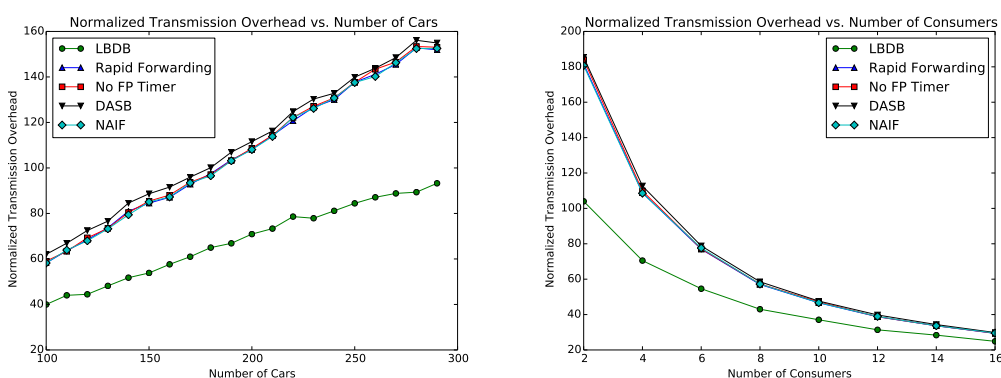 Normalized Transmission Overhead vs. Number of Cars
Normalized Transmission Overhead
160
140
120
100
80
60
40
20
LBDB
Rapid Forwarding
No FP Timer
DASB
NAIF
100
150
200
250
300
Number of Cars
Normalized Transmission Overhead vs. Number of Consumers
Normalized Transmission Overhead
200
180
160
140
120
100
80
60
40
20
LBDB
Rapid Forwarding
No FP Timer
DASB
NAIF
2
4
6
8
10
12
14
16
Number of Consumers